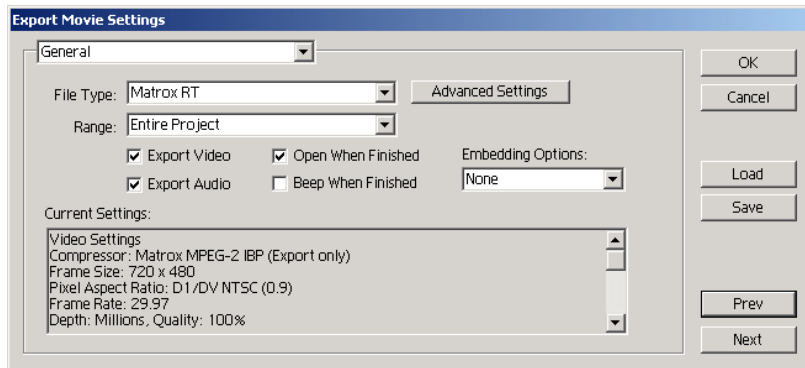 Export Movie Settings
General
OK
File Type: Matrox RT
Advanced Settings
Cancel
Range: Entire Project
Export Video
Open When Finished
Embedding Options:
Export Audio
Beep When Finished
None
Load
Save
Current Settings:
Video Settings
Compressor: Matrox MPEG-2 IBP (Export only)
Frame Size: 720 x 480
Pixel Aspect Ratio: D1/DV NTSC (0.9)
Frame Rate: 29.97
Depth: Millions, Quality: 100%
Prev
Next